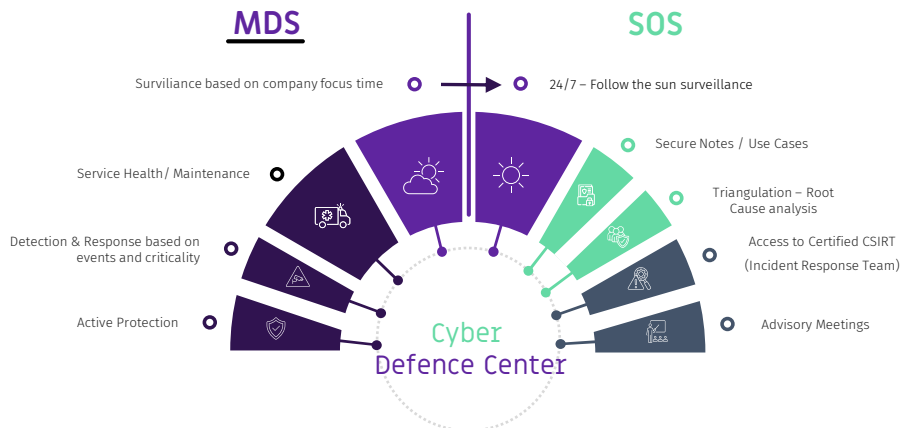 MDS
SOS
Surviliance based on company focus time
24/7 – Follow the sun surveillance
Service Health / Maintenance
Secure Notes / Use Cases
Detection & Response based on
events and criticality
Triangulation – Root
Cause analysis
Active Protection
Access to Certified CSIRT
(Incident Response Team)
Advisory Meetings
Cyber
Defence Center